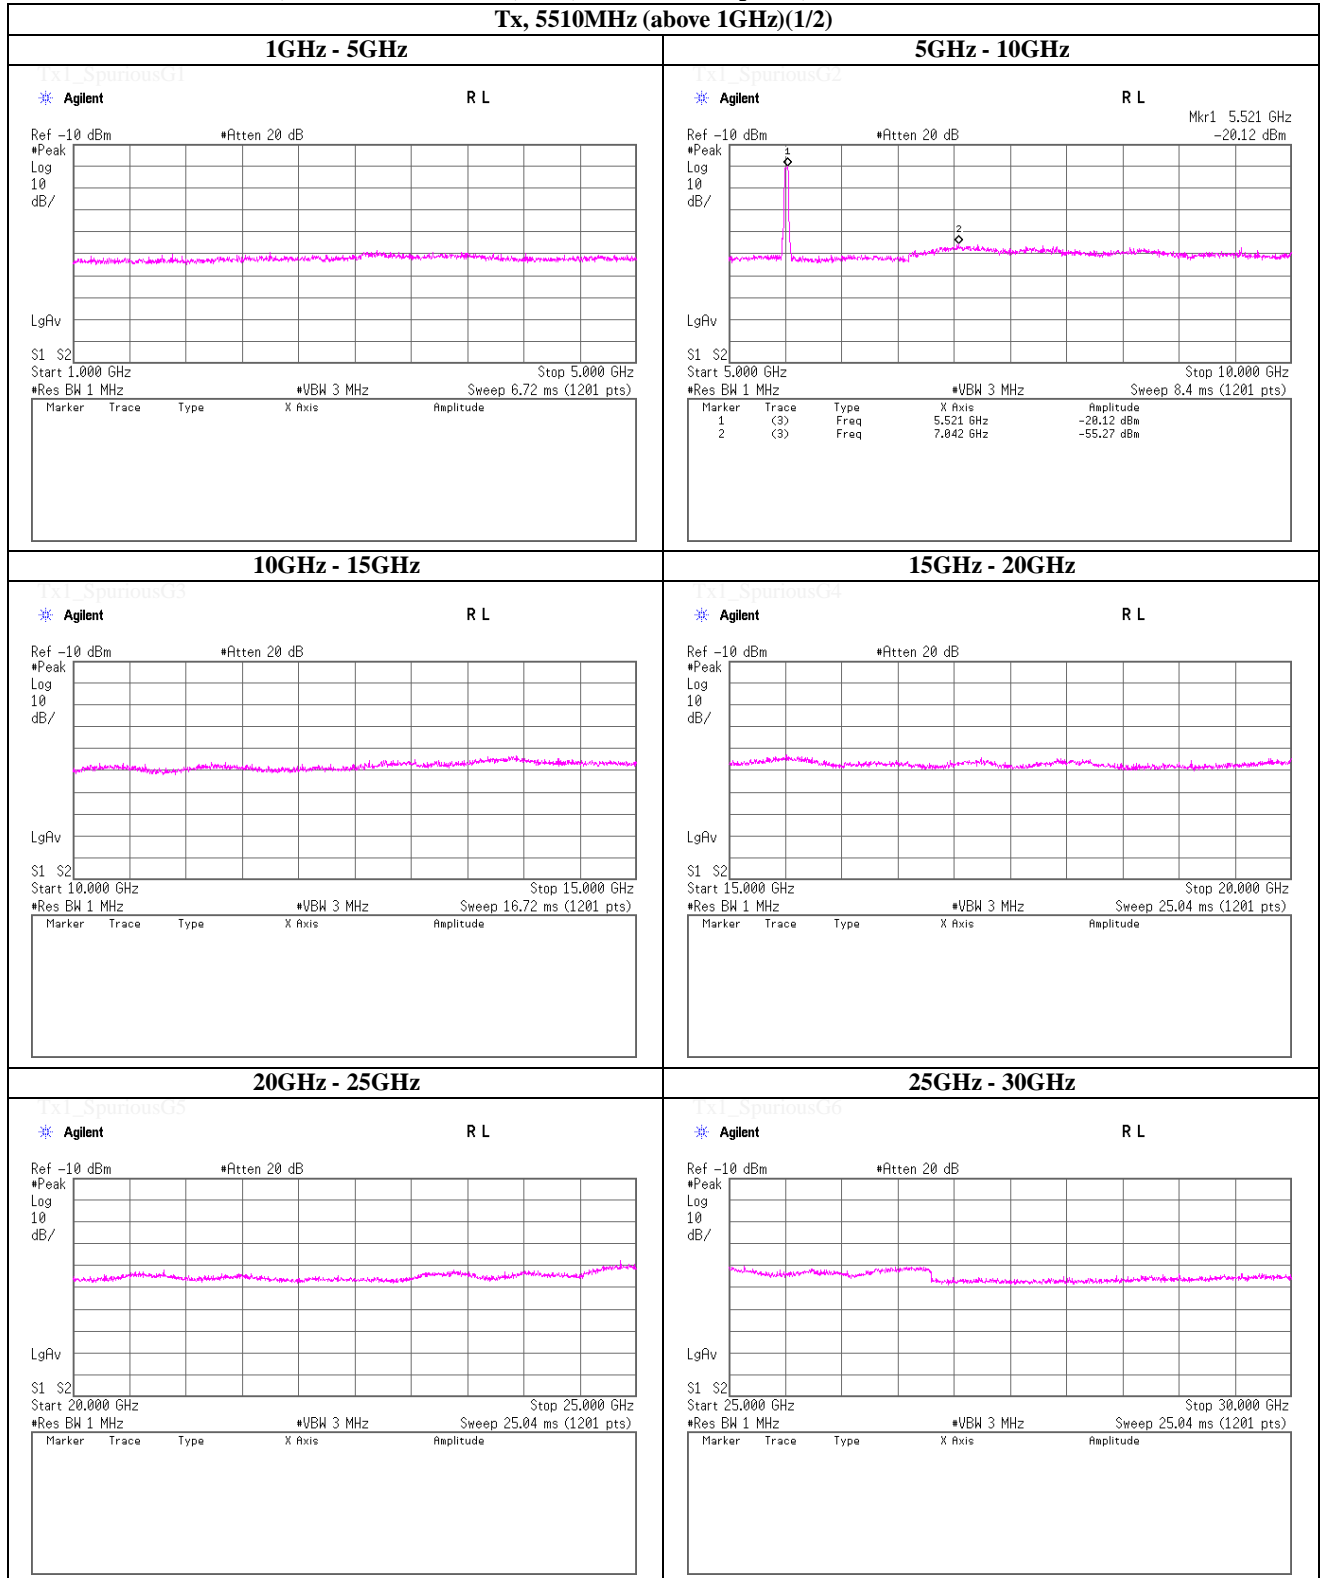 Tx, 5510MHz (above 1GHz)(1/2)
1GHz - 5GHz
Tx1_SpuriousG1
Agilent R L
Ref -10 dBm #Atten 20 dB
#Peak
Log
10
dB/
LgAv
S1 S2
Start 1.000 GHz Stop 5.000 GHz
#Res BW 1 MHz #VBW 3 MHz Sweep 6.72 ms (1201 pts)
Marker Trace Type X Axis Amplitude
5GHz - 10GHz
Tx1_SpuriousG2
Agilent R L
Mkr1 5.521 GHz
Ref -10 dBm #Atten 20 dB -20.12 dBm
#Peak
Log
10
dB/
1
2
LgAv
S1 S2
Start 5.000 GHz Stop 10.000 GHz
#Res BW 1 MHz #VBW 3 MHz Sweep 8.4 ms (1201 pts)
Marker Trace Type X Axis Amplitude
1 (3) Freq 5.521 GHz -20.12 dBm
2 (3) Freq 7.042 GHz -55.27 dBm
10GHz - 15GHz
Tx1_SpuriousG3
Agilent R L
Ref -10 dBm #Atten 20 dB
#Peak
Log
10
dB/
LgAv
S1 S2
Start 10.000 GHz Stop 15.000 GHz
#Res BW 1 MHz #VBW 3 MHz Sweep 16.72 ms (1201 pts)
Marker Trace Type X Axis Amplitude
15GHz - 20GHz
Tx1_SpuriousG4
Agilent R L
Ref -10 dBm #Atten 20 dB
#Peak
Log
10
dB/
LgAv
S1 S2
Start 15.000 GHz Stop 20.000 GHz
#Res BW 1 MHz #VBW 3 MHz Sweep 25.04 ms (1201 pts)
Marker Trace Type X Axis Amplitude
20GHz - 25GHz
Tx1_SpuriousG5
Agilent R L
Ref -10 dBm #Atten 20 dB
#Peak
Log
10
dB/
LgAv
S1 S2
Start 20.000 GHz Stop 25.000 GHz
#Res BW 1 MHz #VBW 3 MHz Sweep 25.04 ms (1201 pts)
Marker Trace Type X Axis Amplitude
25GHz - 30GHz
Tx1_SpuriousG6
Agilent R L
Ref -10 dBm #Atten 20 dB
#Peak
Log
10
dB/
LgAv
S1 S2
Start 25.000 GHz Stop 30.000 GHz
#Res BW 1 MHz #VBW 3 MHz Sweep 25.04 ms (1201 pts)
Marker Trace Type X Axis Amplitude